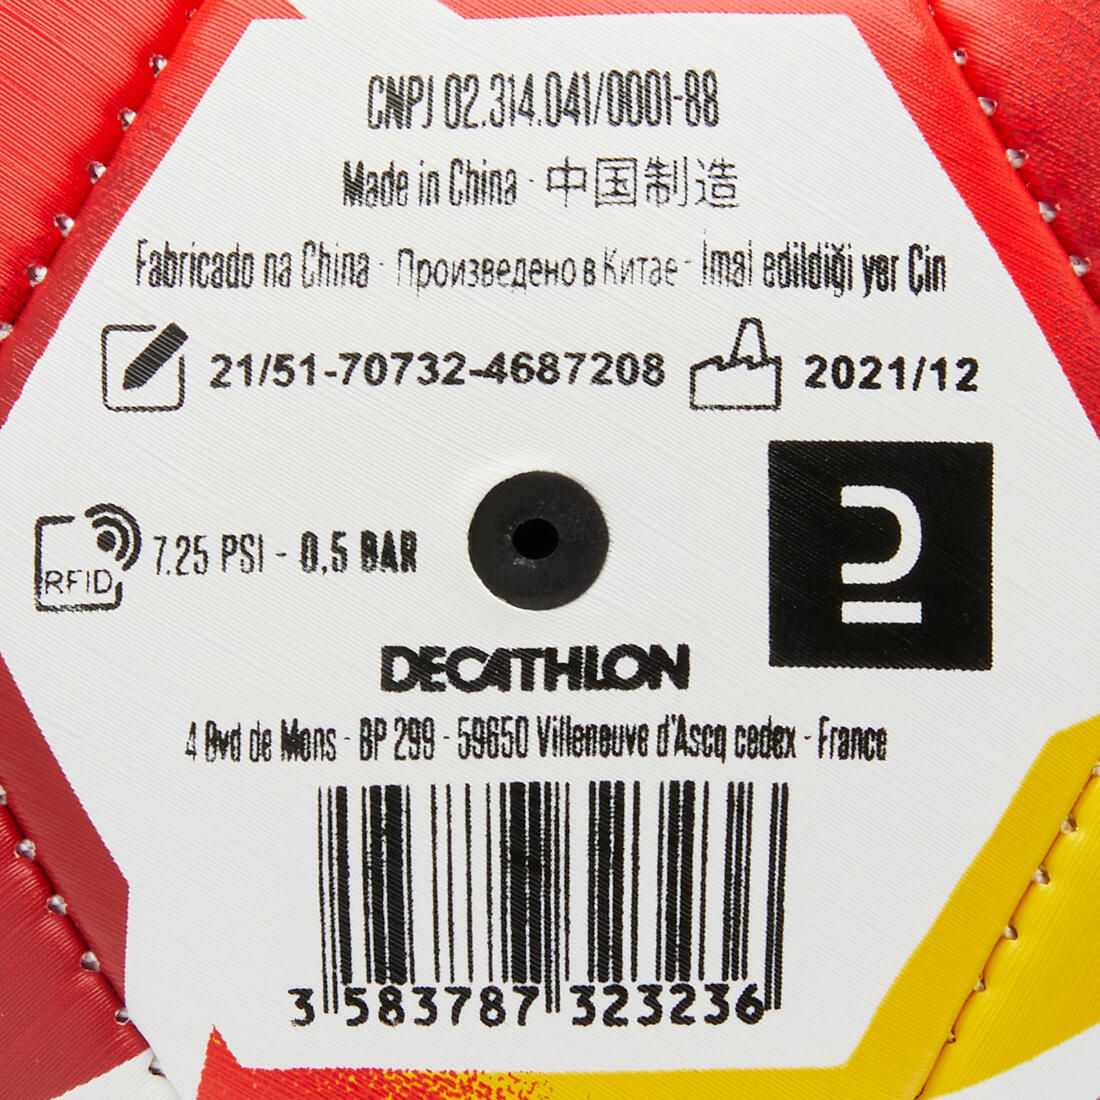 CNPJ 02.314.041/0001-88
Made in China - 中国制造
Fabricado na China - Произведено в Китае - İmal edildiği yer Çin
21/51-70732-4687208 2021/12
RFID 7.25 PSI - 0,5 BAR
DECATHLON
4 Bvd de Mons - BP 299 - 59650 Villeneuve d'Ascq cedex - France
3 583787 323236